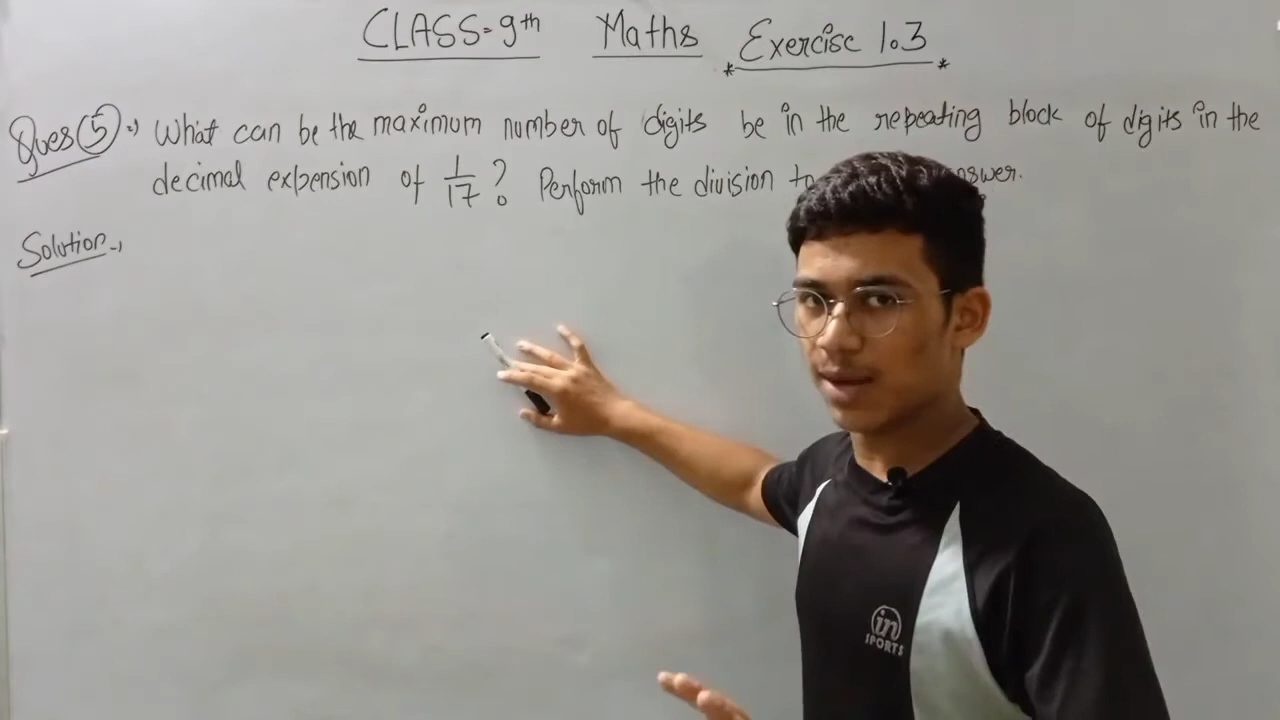 CLASS=9th Maths Exercise 1.3
Ques (5) =) What can be the maximum number of digits be in the repeating block of digits in the
decimal expension of 1/17? Perform the division to
Solution -,
in
SPORTS